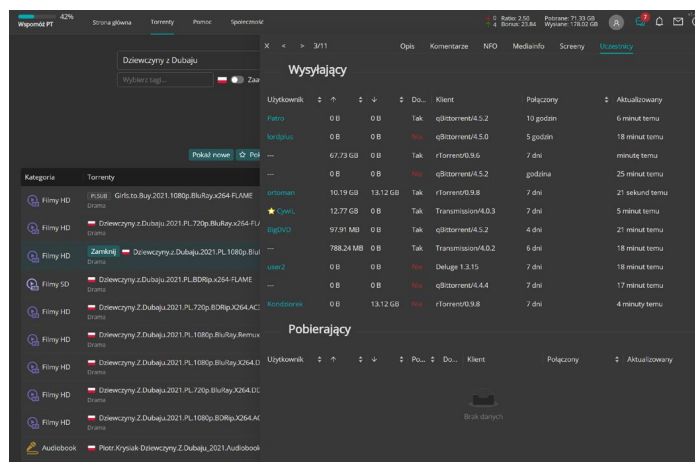 42%
Wspomóż PT
Strona główna Torrenty Pomoc Społeczność
0 Ratio: 2.50 Pobrane: 71.33 GB
4 Bonus: 23.84 Wysłane: 178.02 GB
A
7
X < > 3/11 Opis Komentarze NFO Mediainfo Screeny Uczestnicy
Dziewczyny z Dubaju
Wybierz tagi...
Zaa
Pokaż nowe Pok
Kategoria Torrenty
Filmy HD PLSUB Girls.to.Buy.2021.1080p.BluRay.x264-FLAME
Drama
Filmy HD Dziewczyny.z.Dubaju.2021.PL.720p.BluRay.x264-FLA
Drama
Filmy HD Zamknij Dziewczyny.z.Dubaju.2021.PL.1080p.Blu
Drama
Filmy SD Dziewczyny.z.Dubaju.2021.PL.BDRip.x264-FLAME
Drama
Filmy HD Dziewczyny.Z.Dubaju.2021.PL.720p.BDRip.X264.AC
Drama
Filmy HD Dziewczyny.Z.Dubaju.2021.PL.1080p.BluRay.Remux
Drama
Filmy HD Dziewczyny.Z.Dubaju.2021.PL.1080p.BluRay.X264.D
Drama
Filmy HD Dziewczyny.Z.Dubaju.2021.PL.720p.BluRay.X264.DD
Drama
Filmy HD Dziewczyny.Z.Dubaju.2021.PL.1080p.BDRip.X264.AC
Drama
Audiobook Piotr.Krysiak-Dziewczyny.Z.Dubaju_2021.Audiobook
Wysyłający
Użytkownik ↑ ↓ Do... Klient Połączony Aktualizowany
Patro 0 B 0 B Tak qBittorrent/4.5.2 10 godzin 6 minut temu
lordplus 0 B 0 B Nie qBittorrent/4.5.0 5 godzin 18 minut temu
--- 67.73 GB 0 B Tak rTorrent/0.9.6 7 dni minutę temu
--- 0 B 0 B Nie qBittorrent/4.5.2 godzina 25 minut temu
ortoman 10.19 GB 13.12 GB Tak rTorrent/0.9.8 7 dni 21 sekund temu
CywiL 12.77 GB 0 B Tak Transmission/4.0.3 7 dni 5 minut temu
BigDVD 97.91 MB 0 B Tak qBittorrent/4.5.2 4 dni 21 minut temu
--- 788.24 MB 0 B Tak Transmission/4.0.2 6 dni 18 minut temu
user2 0 B 0 B Nie Deluge 1.3.15 7 dni 18 minut temu
--- 0 B 0 B Nie qBittorrent/4.4.4 7 dni 17 minut temu
Kondziorek 0 B 13.12 GB Nie rTorrent/0.9.8 7 dni 4 minuty temu
Pobierający
Użytkownik ↑ ↓ Po... Do... Klient Połączony Aktualizowany
Brak danych